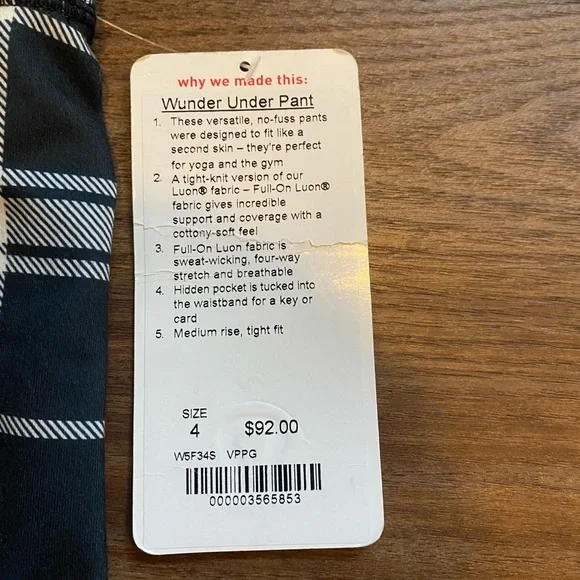 why we made this:
Wunder Under Pant
1. These versatile, no-fuss pants
were designed to fit like a
second skin – they're perfect
for yoga and the gym
2. A tight-knit version of our
Luon® fabric – Full-On Luon®
fabric gives incredible
support and coverage with a
cottony-soft feel
3. Full-On Luon fabric is
sweat-wicking, four-way
stretch and breathable
4. Hidden pocket is tucked into
the waistband for a key or
card
5. Medium rise, tight fit
SIZE
4 $92.00
W5F34S VPPG
000003565853